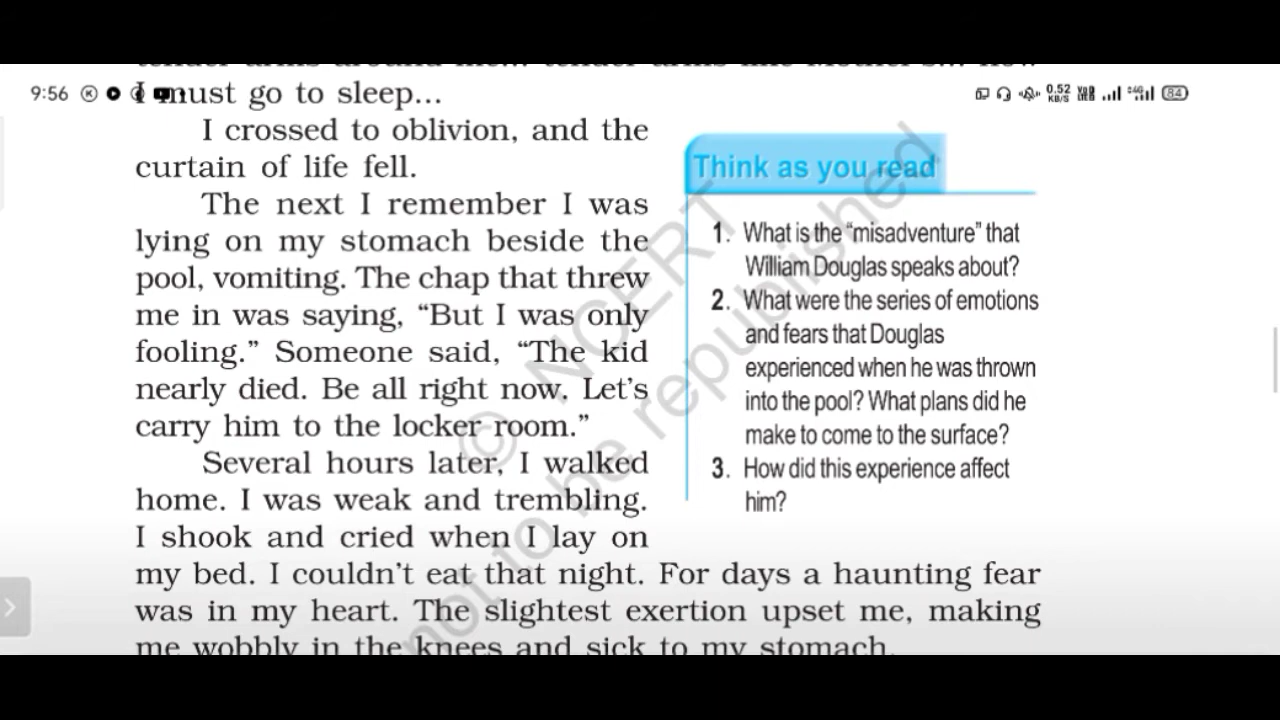 I must go to sleep...
9:56
0.52 KB/S
84
I crossed to oblivion, and the
curtain of life fell.
The next I remember I was
lying on my stomach beside the
pool, vomiting. The chap that threw
me in was saying, “But I was only
fooling.” Someone said, “The kid
nearly died. Be all right now. Let’s
carry him to the locker room.”
Several hours later, I walked
home. I was weak and trembling.
I shook and cried when I lay on
my bed. I couldn’t eat that night. For days a haunting fear
was in my heart. The slightest exertion upset me, making
me wobbly in the knees and sick to my stomach.
Think as you read
1. What is the “misadventure” that
William Douglas speaks about?
2. What were the series of emotions
and fears that Douglas
experienced when he was thrown
into the pool? What plans did he
make to come to the surface?
3. How did this experience affect
him?
© NCERT
not to be republished